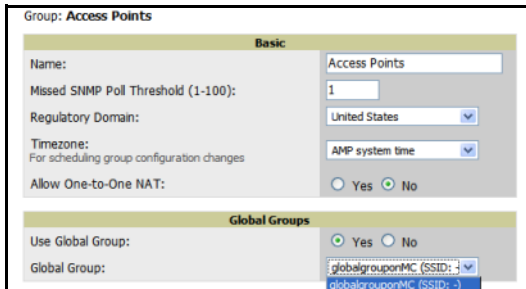 Group: Access Points
Basic
Name: Access Points
Missed SNMP Poll Threshold (1-100): 1
Regulatory Domain: United States
Timezone:
For scheduling group configuration changes
AMP system time
Allow One-to-One NAT: Yes No
Global Groups
Use Global Group: Yes No
Global Group: globalgrouponMC (SSID: -
globalgrouponMC (SSID: -)